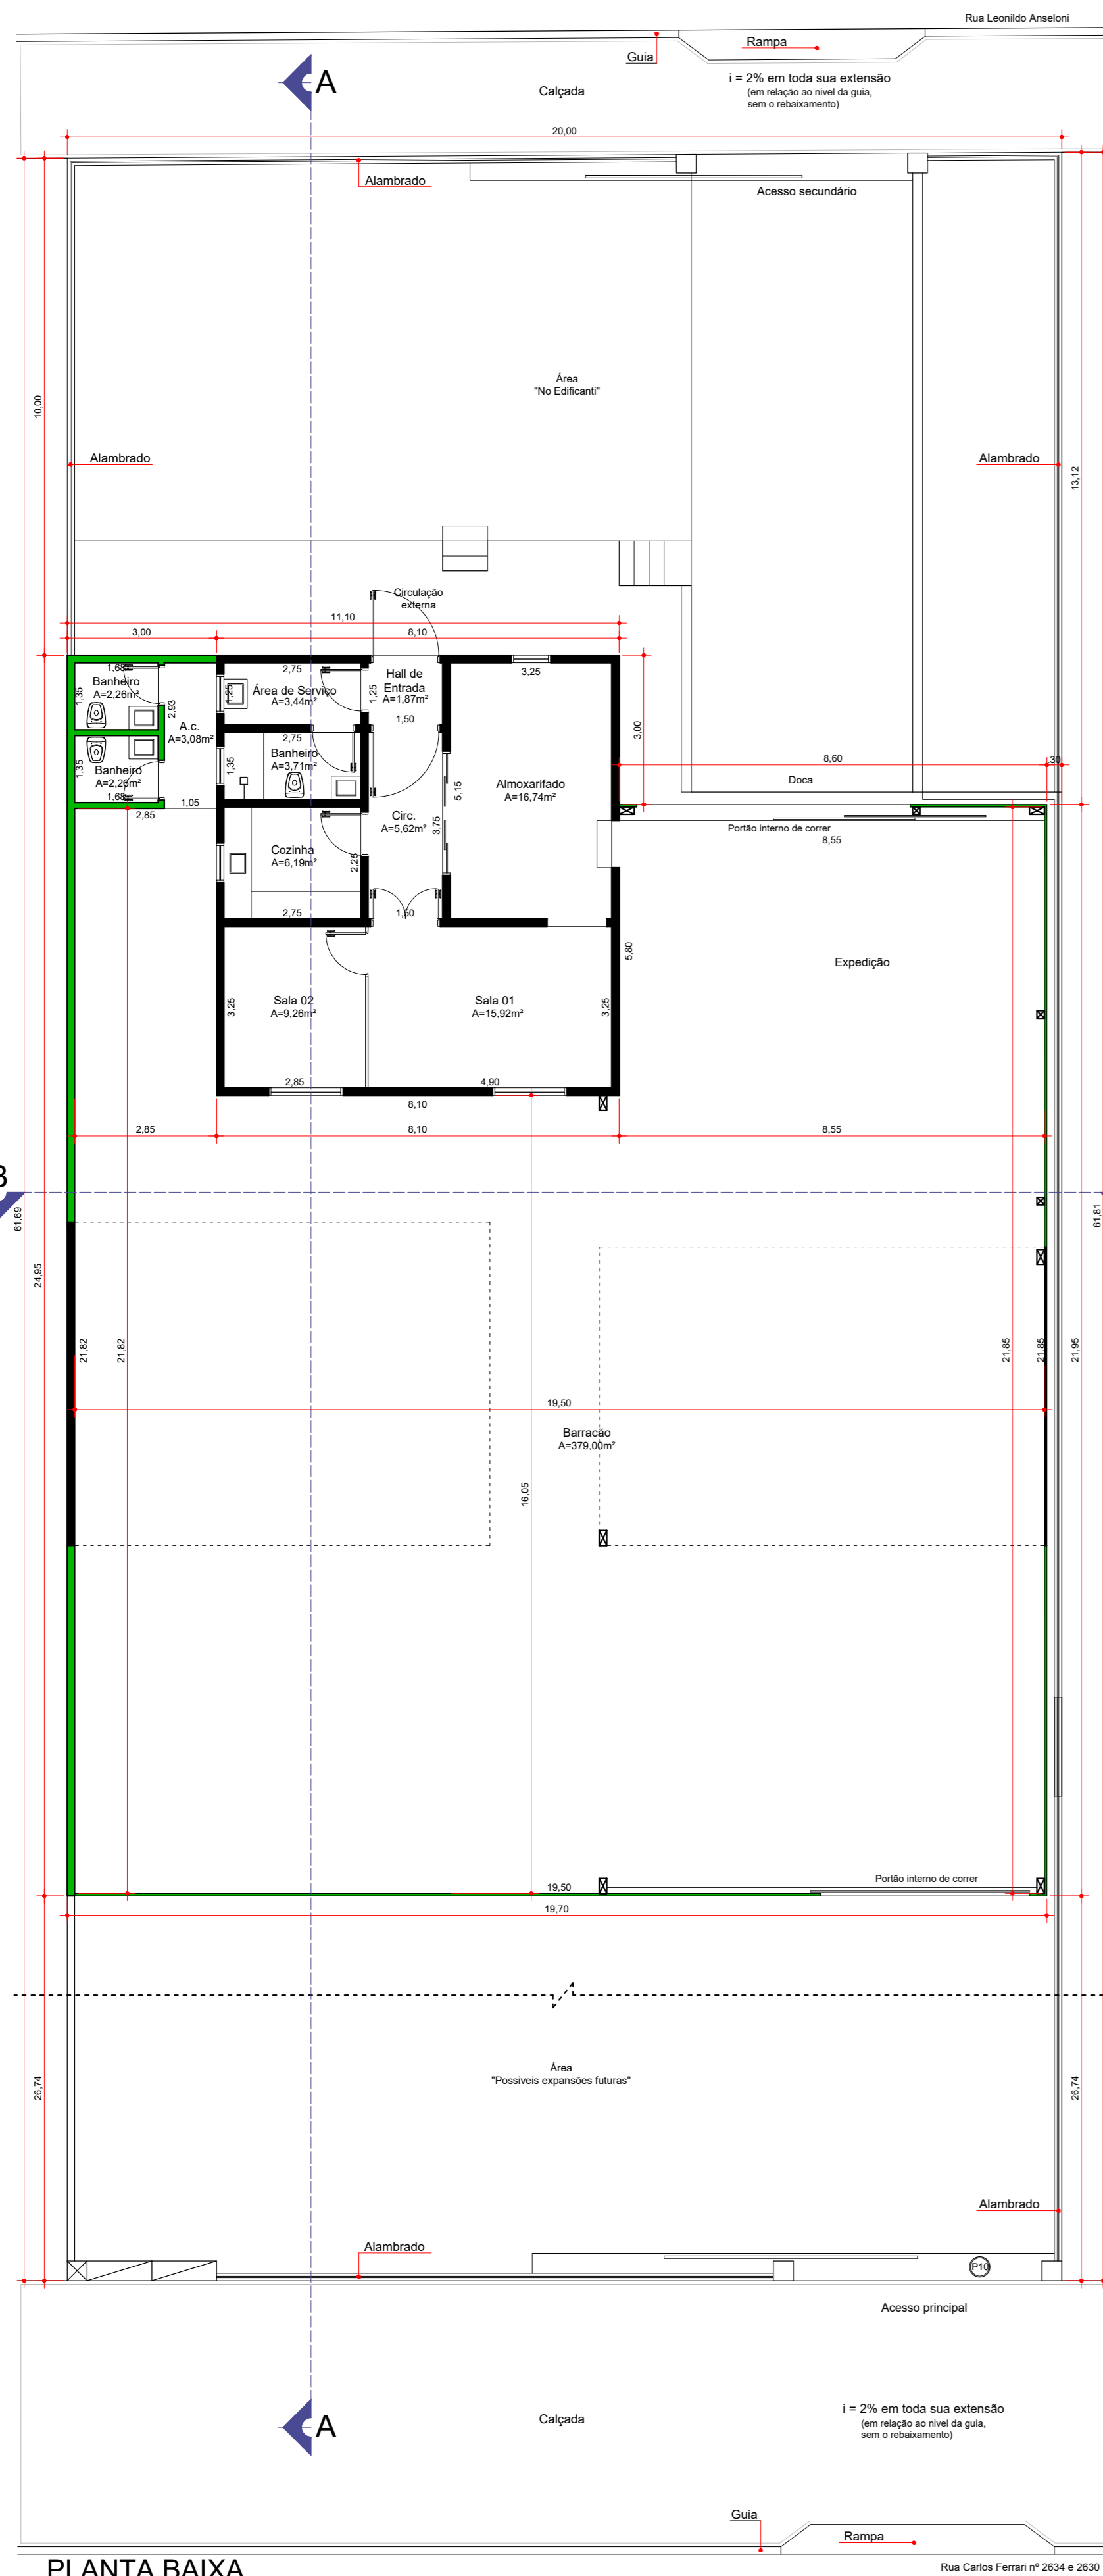 Rua Leonildo Anseloni
Rampa
Guia
A
Calçada
i = 2% em toda sua extensão
(em relação ao nivel da guia,
sem o rebaixamento)
20,00
Alambrado
Acesso secundário
Área
"No Edificanti"
10,00
Alambrado
Alambrado
13,12
Circulação
externa
11,10
3,00
8,10
1,68
Banheiro
A=2,26m²
1,35
2,93
A.c.
A=3,08m²
2,75
1,25
Área de Serviço
A=3,44m²
1,25
Hall de
Entrada
A=1,87m²
1,50
3,25
3,00
1,35
Banheiro
A=2,26m²
1,68
1,05
2,85
2,75
1,35
Banheiro
A=3,71m²
5,15
Almoxarifado
A=16,74m²
8,60
30
Doca
Circ.
A=5,62m²
3,75
Portão interno de correr
8,55
Cozinha
A=6,19m²
2,25
2,75
1,50
5,80
Expedição
Sala 02
A=9,26m²
3,25
Sala 01
A=15,92m²
3,25
2,85
4,90
8,10
2,85
8,10
8,55
B
61,69
61,81
24,95
21,82
21,82
21,85
21,85
21,95
19,50
Barracão
A=379,00m²
16,05
Portão interno de correr
19,50
19,70
Área
"Possiveis expansões futuras"
26,74
26,74
Alambrado
Alambrado
P10
Acesso principal
A
Calçada
i = 2% em toda sua extensão
(em relação ao nivel da guia,
sem o rebaixamento)
Guia
Rampa
PLANTA BAIXA
Rua Carlos Ferrari nº 2634 e 2630